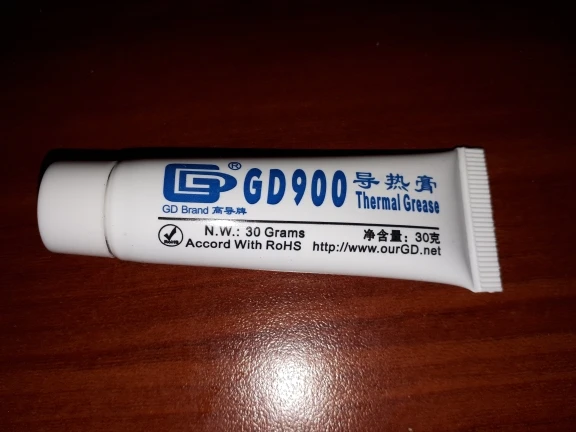 GD ® GD900 导热膏
Thermal Grease
GD Brand 高导牌
N.W.: 30 Grams 净含量: 30克
Accord With RoHS http://www.ourGD.net